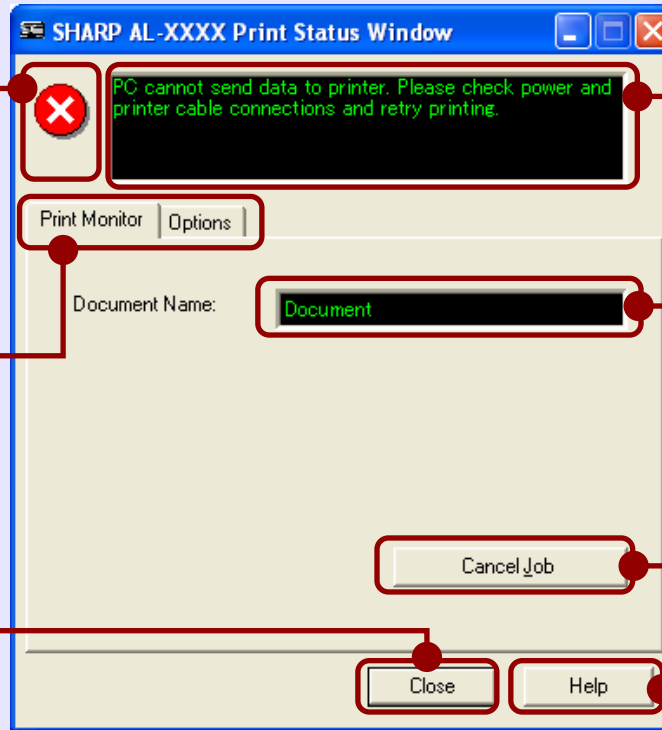 SHARP AL-XXXX Print Status Window
PC cannot send data to printer. Please check power and
printer cable connections and retry printing.
Print Monitor
Options
Document Name:
Document
Cancel Job
Close
Help